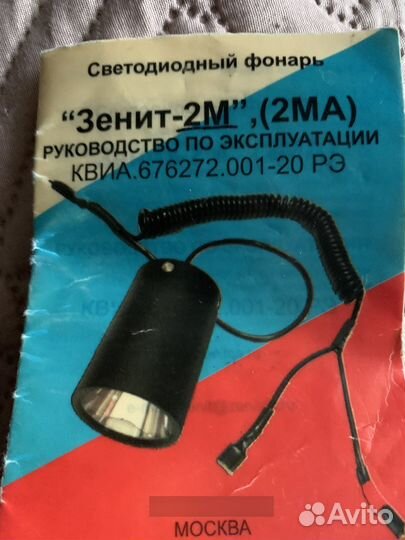 Светодиодный фонарь
"Зенит-2М",(2МА)
РУКОВОДСТВО ПО ЭКСПЛУАТАЦИИ
КВИА.676272.001-20 РЭ
МОСКВА
Avito